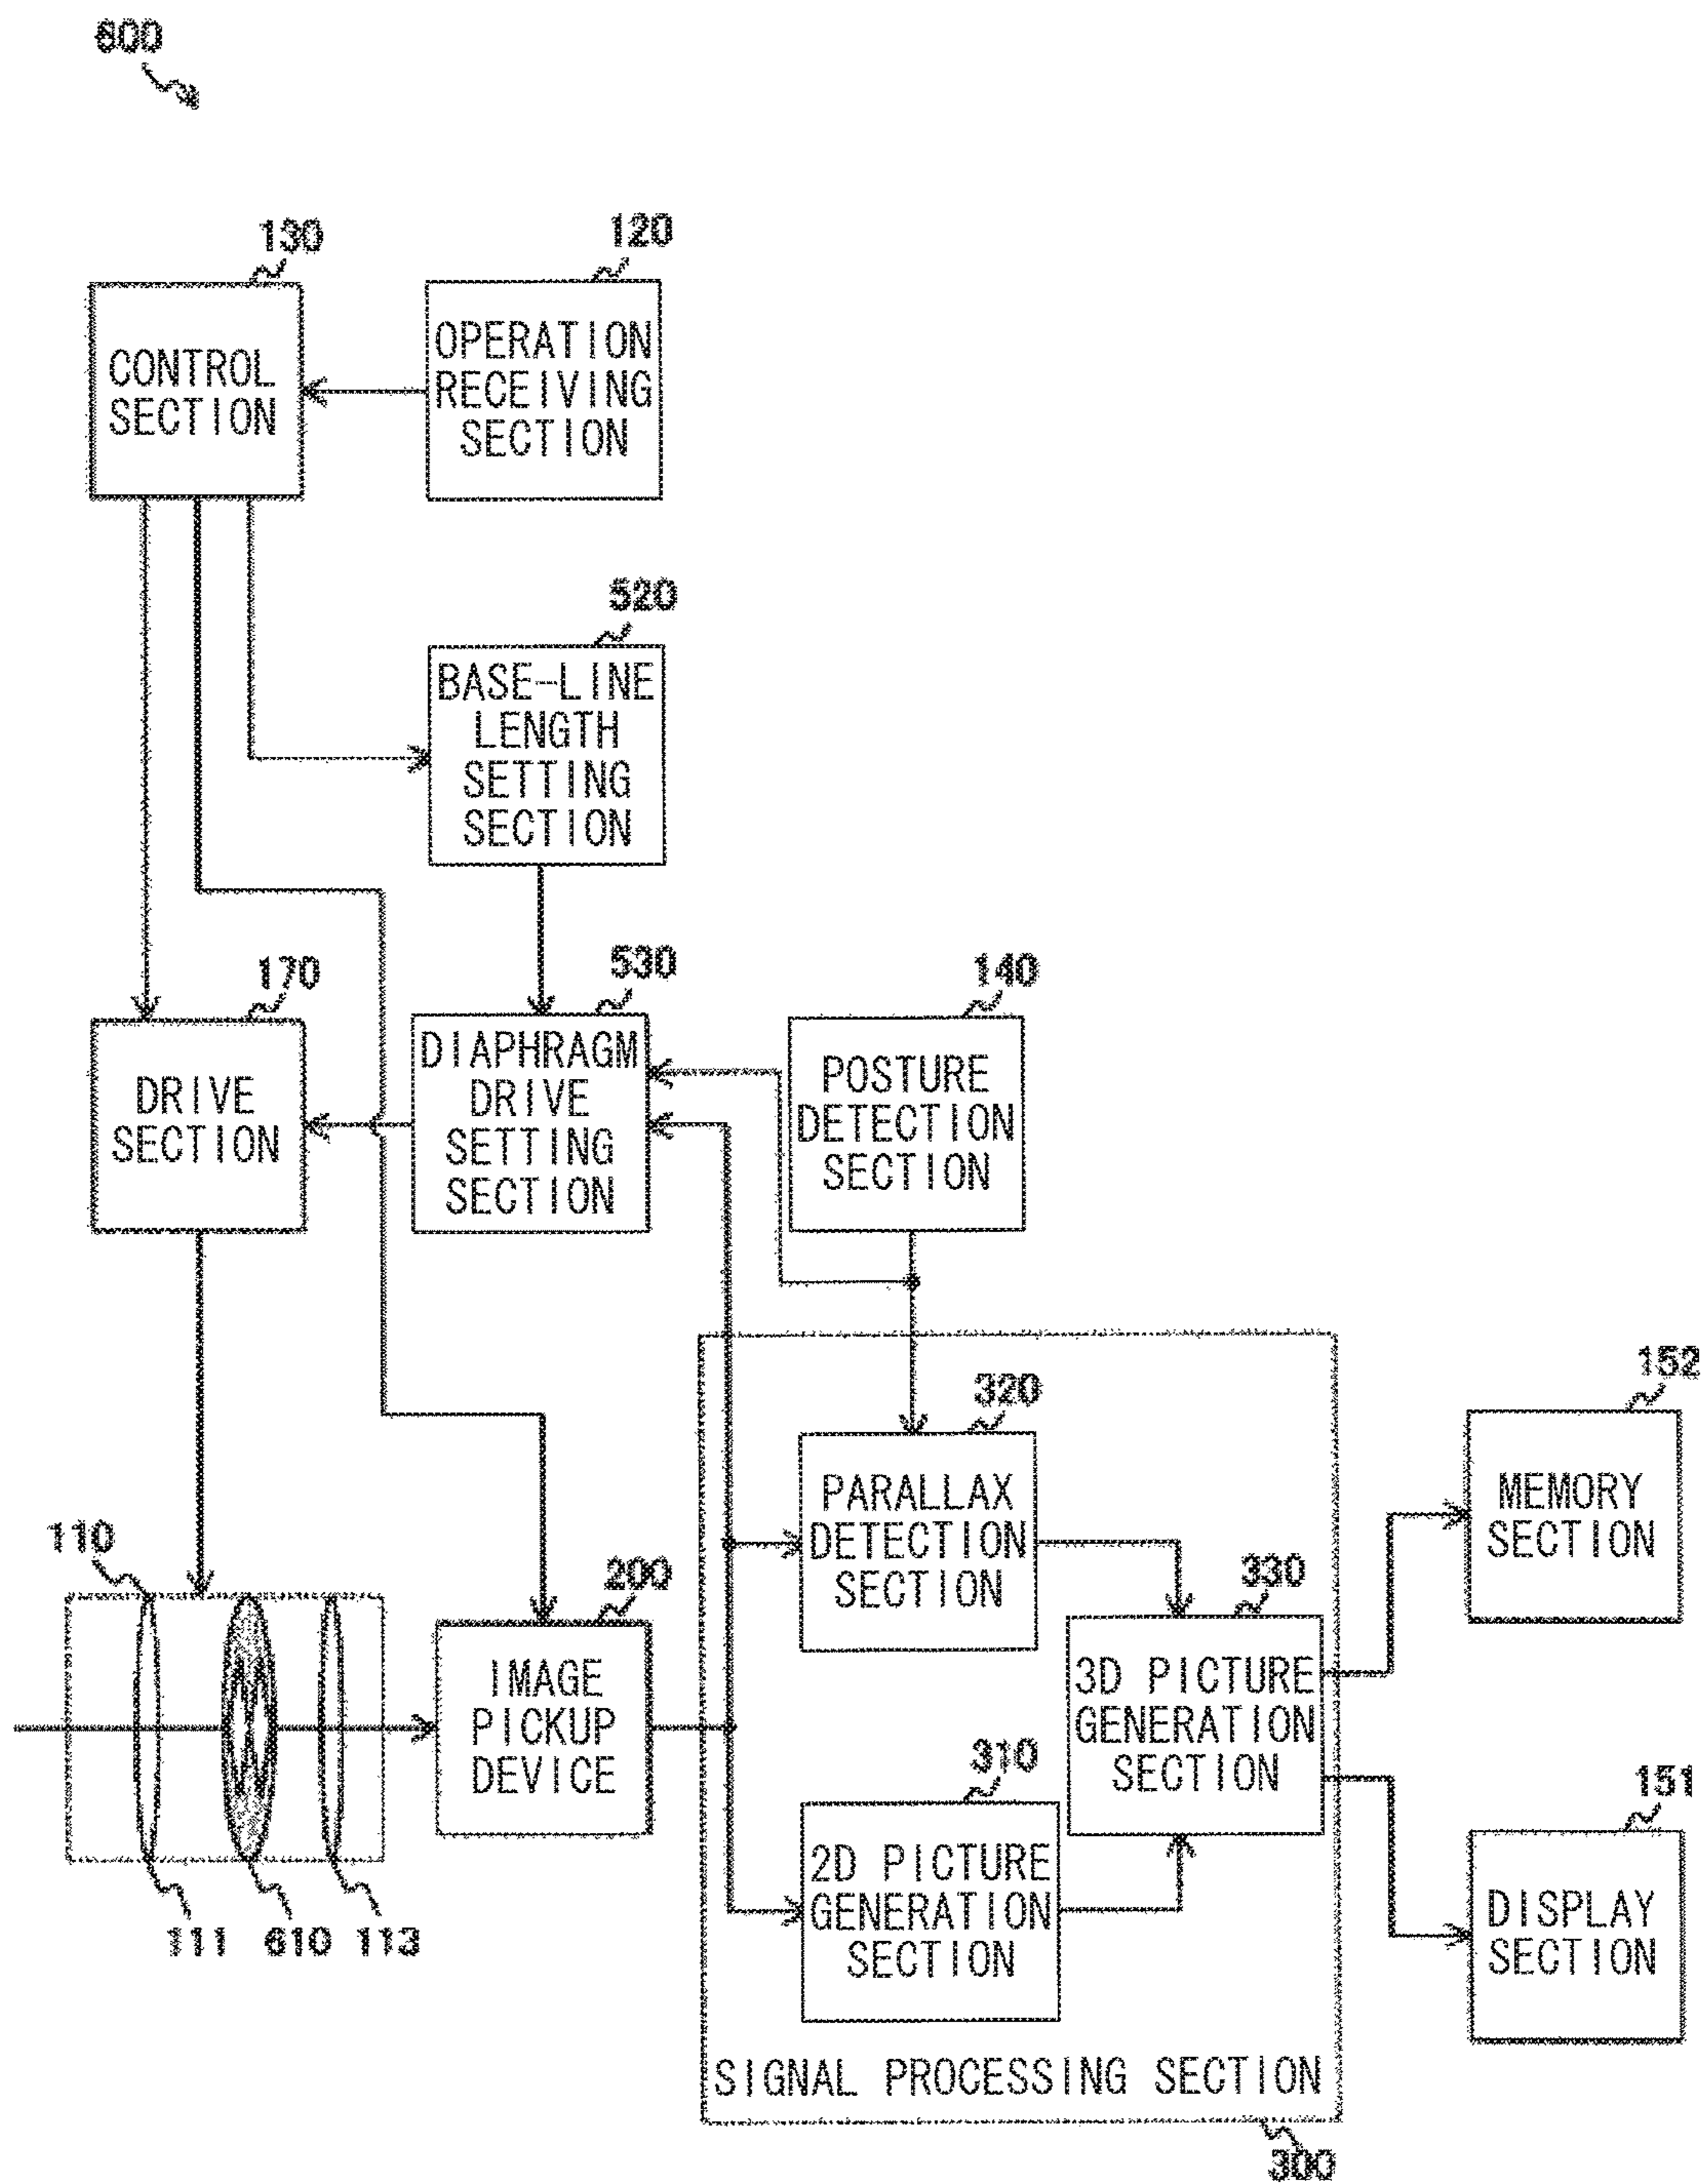 600
130
CONTROL
SECTION
120
OPERATION
RECEIVING
SECTION
520
BASE-LINE
LENGTH
SETTING
SECTION
170
DRIVE
SECTION
530
DIAPHRAGM
DRIVE
SETTING
SECTION
140
POSTURE
DETECTION
SECTION
320
PARALLAX
DETECTION
SECTION
152
MEMORY
SECTION
110
200
IMAGE
PICKUP
DEVICE
330
3D PICTURE
GENERATION
SECTION
310
2D PICTURE
GENERATION
SECTION
151
DISPLAY
SECTION
111 610 113
SIGNAL PROCESSING SECTION
300